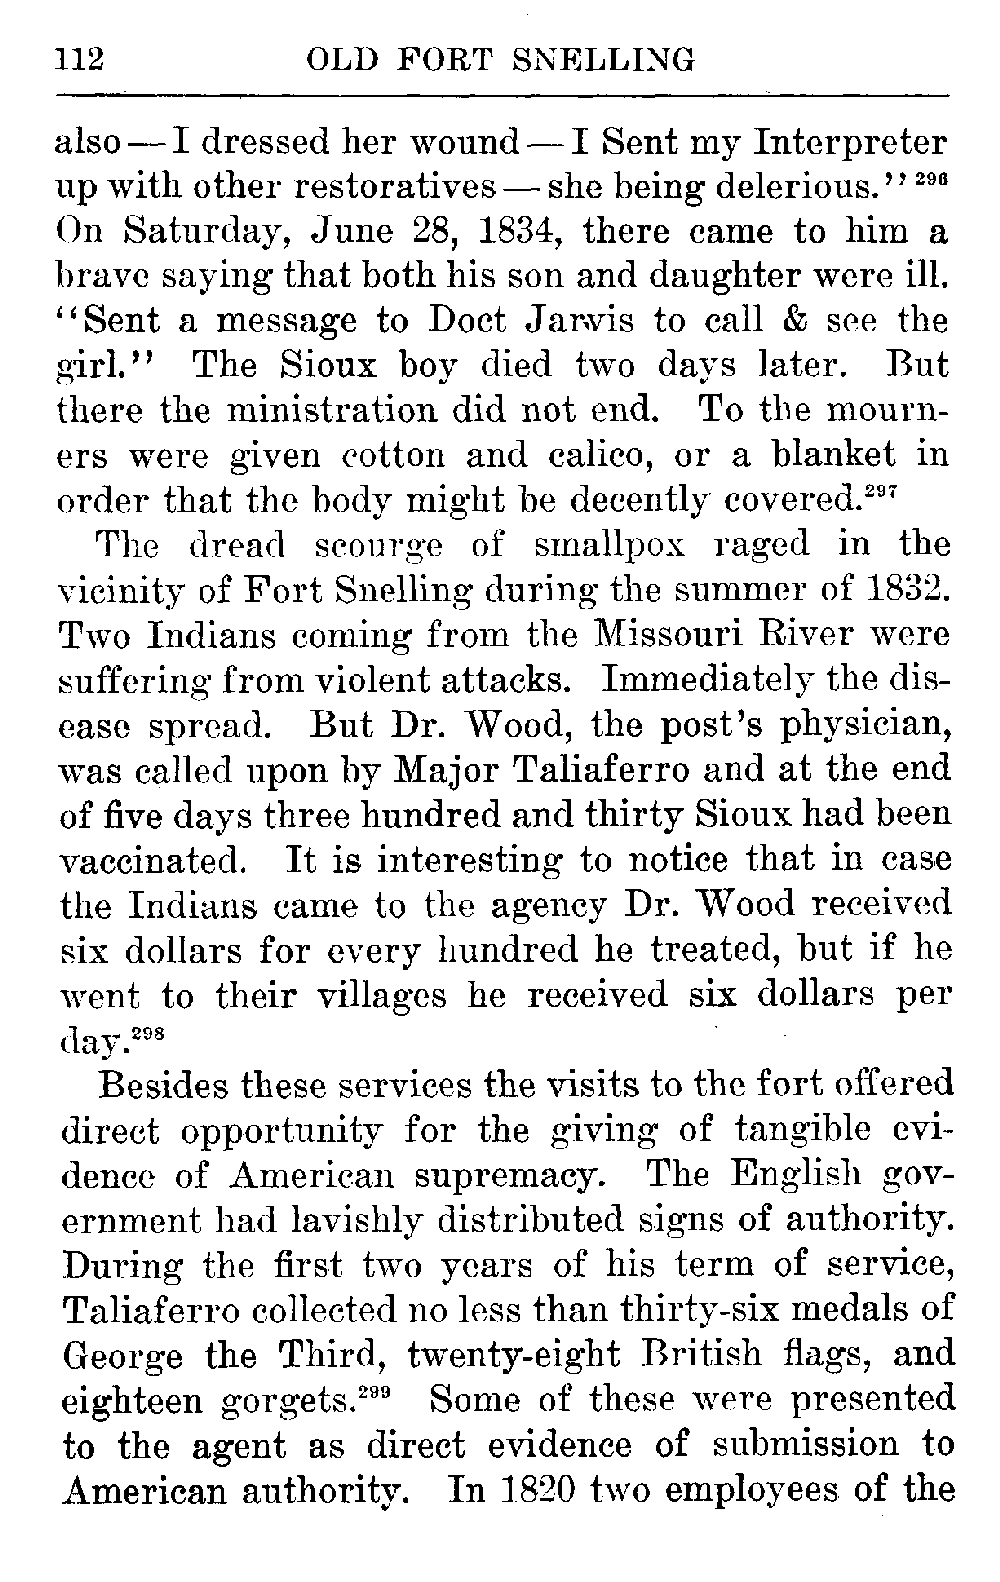 112 OLD FORT SNELLING
also — I dressed her wound — I Sent my Interpreter
up with other restoratives — she being delerious.'' 296
On Saturday, June 28, 1834, there came to him a
brave saying that both his son and daughter were ill.
``Sent a message to Doct Jarvis to call & see the
girl.'' The Sioux boy died two days later. But
there the ministration did not end. To the mourn-
ers were given cotton and calico, or a blanket in
order that the body might be decently covered.297
The dread scourge of smallpox raged in the
vicinity of Fort Snelling during the summer of 1832.
Two Indians coming from the Missouri River were
suffering from violent attacks. Immediately the dis-
ease spread. But Dr. Wood, the post's physician,
was called upon by Major Taliaferro and at the end
of five days three hundred and thirty Sioux had been
vaccinated. It is interesting to notice that in case
the Indians came to the agency Dr. Wood received
six dollars for every hundred he treated, but if he
went to their villages he received six dollars per
day.298
Besides these services the visits to the fort offered
direct opportunity for the giving of tangible evi-
dence of American supremacy. The English gov-
ernment had lavishly distributed signs of authority.
During the first two years of his term of service,
Taliaferro collected no less than thirty-six medals of
George the Third, twenty-eight British flags, and
eighteen gorgets.299 Some of these were presented
to the agent as direct evidence of submission to
American authority. In 1820 two employees of the